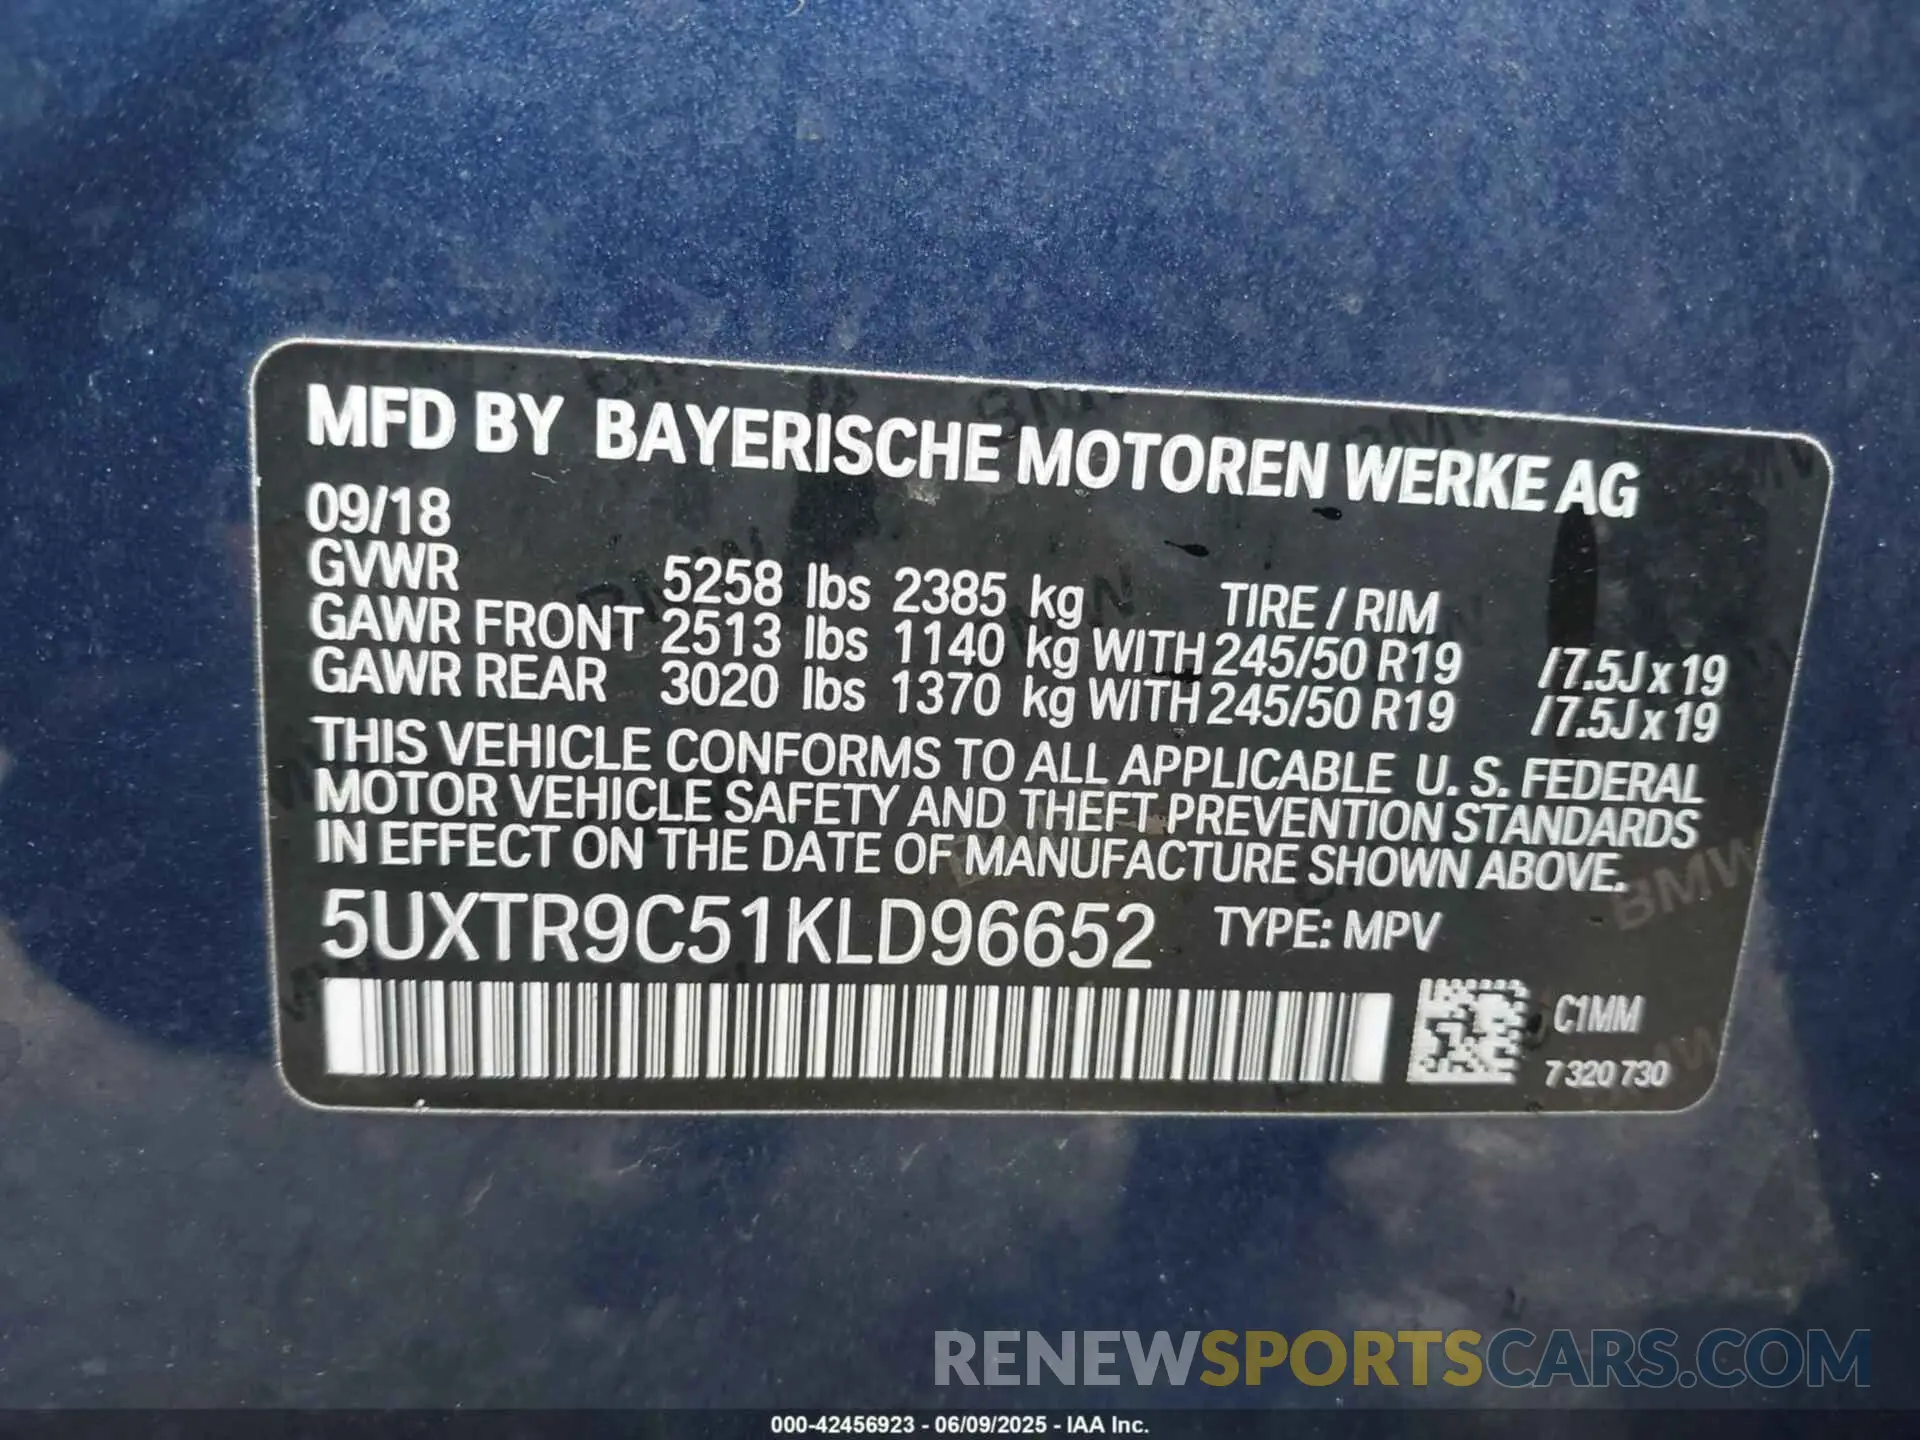 MFD BY BAYERISCHE MOTOREN WERKE AG
09/18
GVWR 5258 lbs 2385 kg TIRE / RIM
GAWR FRONT 2513 lbs 1140 kg WITH 245/50 R19 /7.5J x 19
GAWR REAR 3020 lbs 1370 kg WITH 245/50 R19 /7.5J x 19
THIS VEHICLE CONFORMS TO ALL APPLICABLE U. S. FEDERAL
MOTOR VEHICLE SAFETY AND THEFT PREVENTION STANDARDS
IN EFFECT ON THE DATE OF MANUFACTURE SHOWN ABOVE.
5UXTR9C51KLD96652 TYPE: MPV
C1MM
7 320 730
RENEWSPORTSCARS.COM
000-42456923 - 06/09/2025 - IAA Inc.